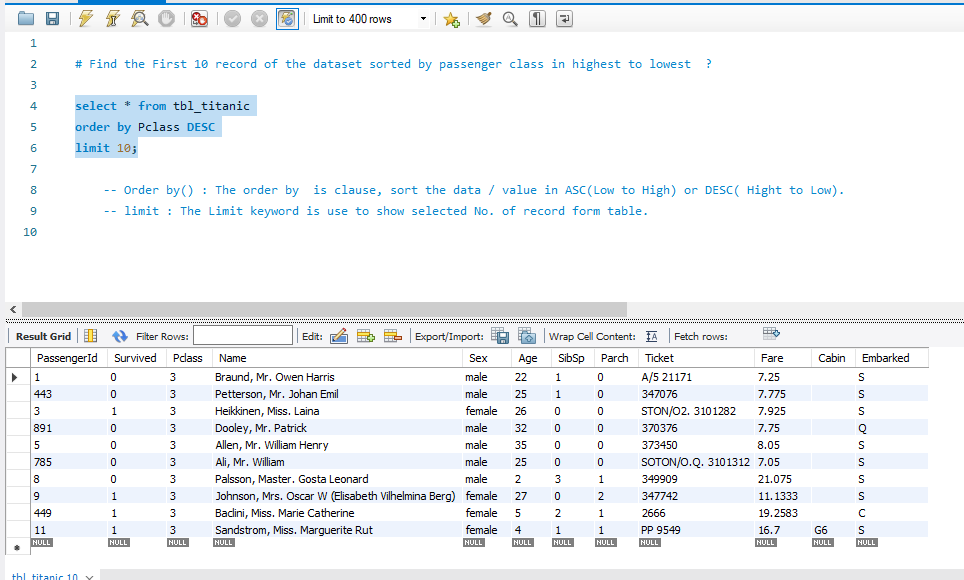 Limit to 400 rows
1
2 # Find the First 10 record of the dataset sorted by passenger class in highest to lowest ?
3
4 select * from tbl_titanic
5 order by Pclass DESC
6 limit 10;
7
8 -- Order by() : The order by is clause, sort the data / value in ASC(Low to High) or DESC( Hight to Low).
9 -- limit : The Limit keyword is use to show selected No. of record form table.
10
Result Grid Filter Rows: Edit: Export/Import: Wrap Cell Content: Fetch rows:
PassengerId Survived Pclass Name Sex Age SibSp Parch Ticket Fare Cabin Embarked
1 0 3 Braund, Mr. Owen Harris male 22 1 0 A/5 21171 7.25 S
443 0 3 Petterson, Mr. Johan Emil male 25 1 0 347076 7.775 S
3 1 3 Heikkinen, Miss. Laina female 26 0 0 STON/O2. 3101282 7.925 S
891 0 3 Dooley, Mr. Patrick male 32 0 0 370376 7.75 Q
5 0 3 Allen, Mr. William Henry male 35 0 0 373450 8.05 S
785 0 3 Ali, Mr. William male 25 0 0 SOTON/O.Q. 3101312 7.05 S
8 0 3 Palsson, Master. Gosta Leonard male 2 3 1 349909 21.075 S
9 1 3 Johnson, Mrs. Oscar W (Elisabeth Vilhelmina Berg) female 27 0 2 347742 11.1333 S
449 1 3 Baclini, Miss. Marie Catherine female 5 2 1 2666 19.2583 C
11 1 3 Sandstrom, Miss. Marguerite Rut female 4 1 1 PP 9549 16.7 G6 S
NULL NULL NULL NULL NULL NULL NULL NULL NULL NULL NULL NULL
tbl_titanic 10